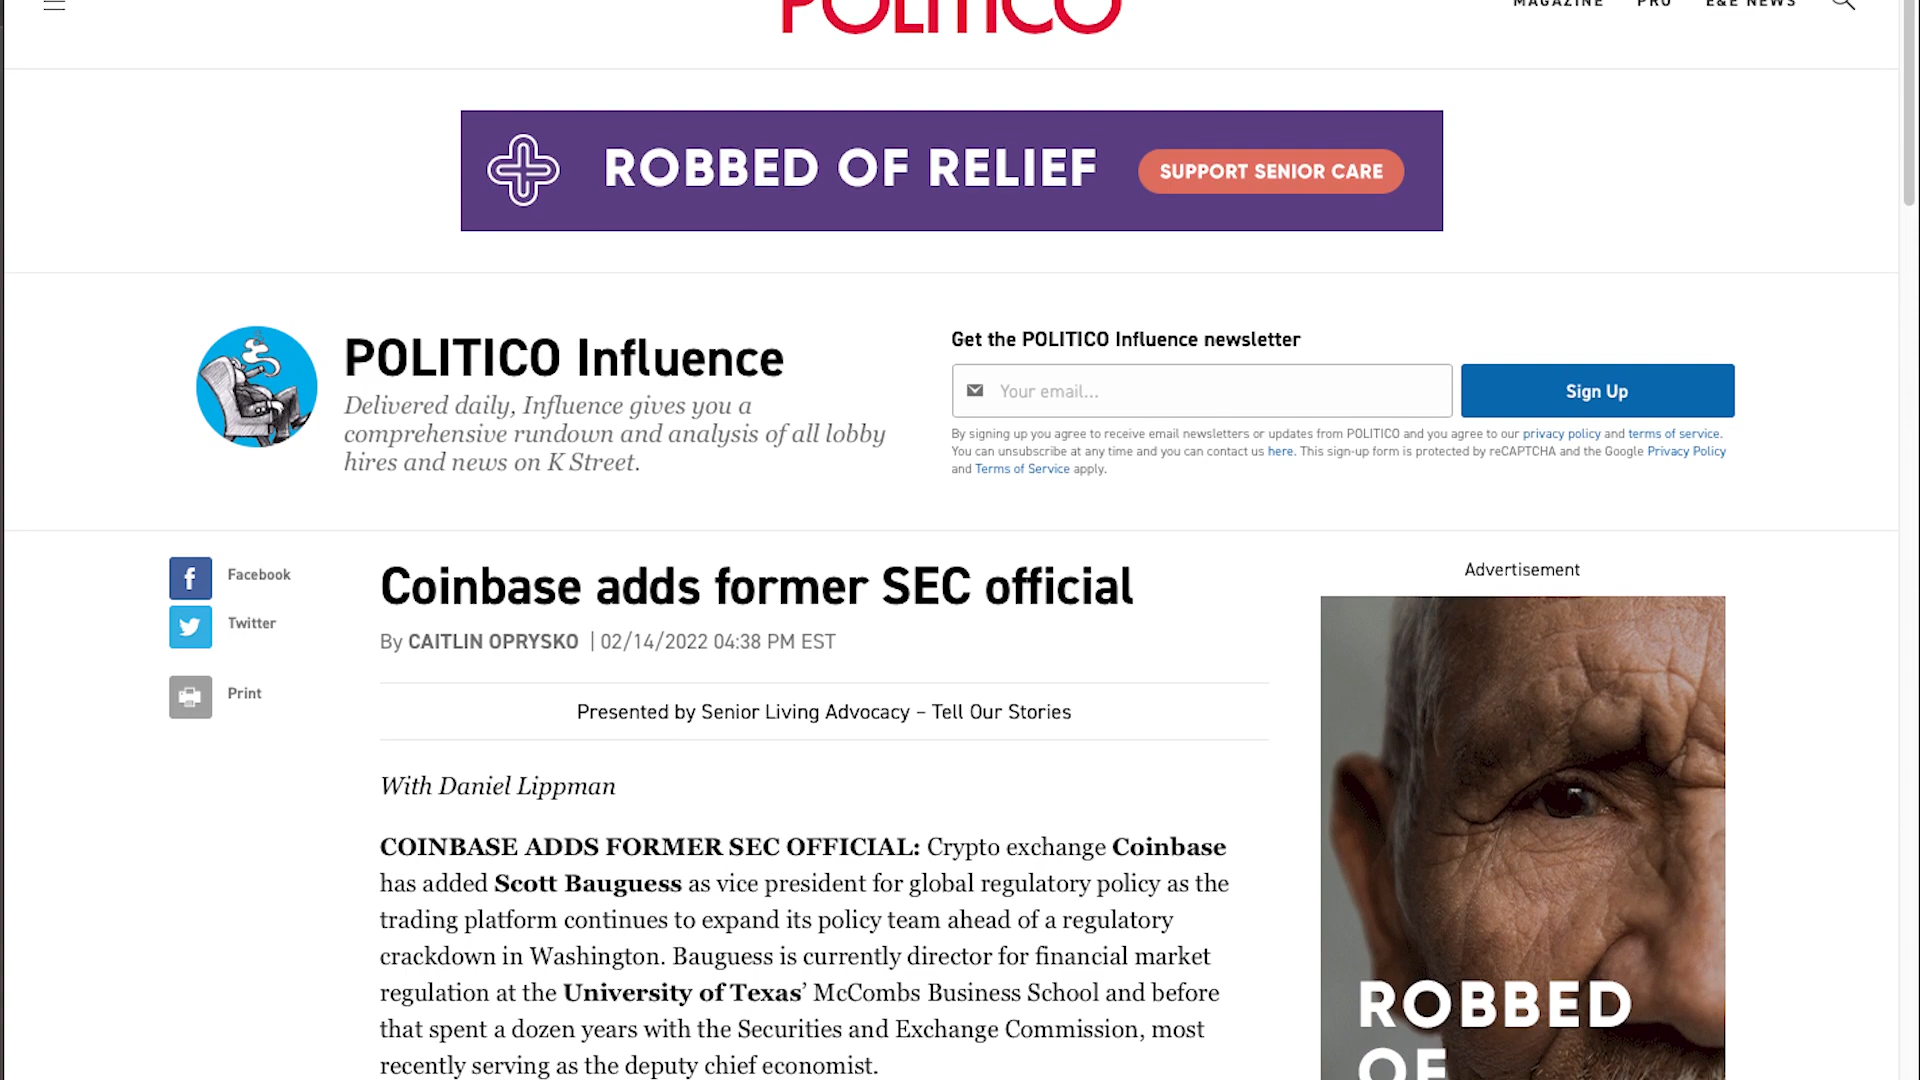 POLITICO
MAGAZINE PRO E&E NEWS
ROBBED OF RELIEF
SUPPORT SENIOR CARE
POLITICO Influence
Delivered daily, Influence gives you a
comprehensive rundown and analysis of all lobby
hires and news on K Street.
Get the POLITICO Influence newsletter
Your email...
Sign Up
By signing up you agree to receive email newsletters or updates from POLITICO and you agree to our privacy policy and terms of service.
You can unsubscribe at any time and you can contact us here. This sign-up form is protected by reCAPTCHA and the Google Privacy Policy
and Terms of Service apply.
Facebook
Twitter
Print
Coinbase adds former SEC official
By CAITLIN OPRYSKO | 02/14/2022 04:38 PM EST
Presented by Senior Living Advocacy – Tell Our Stories
With Daniel Lippman
COINBASE ADDS FORMER SEC OFFICIAL: Crypto exchange Coinbase
has added Scott Bauguess as vice president for global regulatory policy as the
trading platform continues to expand its policy team ahead of a regulatory
crackdown in Washington. Bauguess is currently director for financial market
regulation at the University of Texas’ McCombs Business School and before
that spent a dozen years with the Securities and Exchange Commission, most
recently serving as the deputy chief economist.
Advertisement
ROBBED
OF